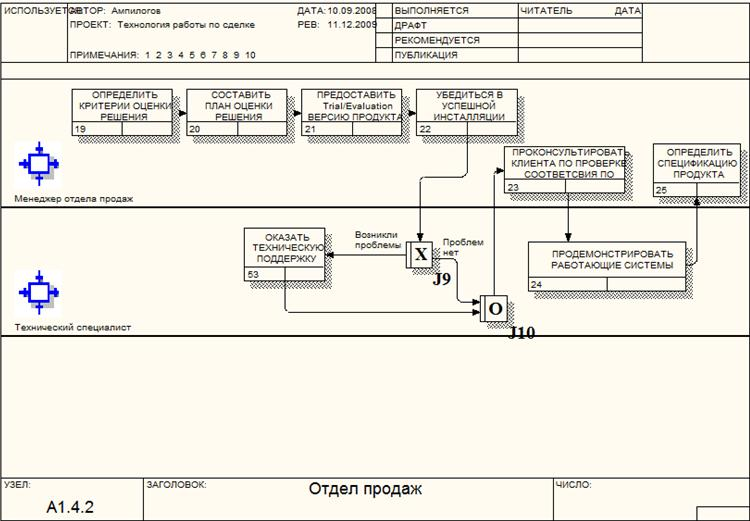 ИСПОЛЬЗУЕТСЯ
АВТОР: Ампилогов
ДАТА: 10.09.2008
ВЫПОЛНЯЕТСЯ
ЧИТАТЕЛЬ
ДАТА
ПРОЕКТ: Технология работы по сделке
РЕВ: 11.12.2009
ДРАФТ
РЕКОМЕНДУЕТСЯ
ПРИМЕЧАНИЯ: 1 2 3 4 5 6 7 8 9 10
ПУБЛИКАЦИЯ
ОПРЕДЕЛИТЬ
КРИТЕРИИ ОЦЕНКИ
РЕШЕНИЯ
19
СОСТАВИТЬ
ПЛАН ОЦЕНКИ
РЕШЕНИЯ
20
ПРЕДОСТАВИТЬ
Trial/Evaluation
ВЕРСИЮ ПРОДУКТА
21
УБЕДИТЬСЯ В
УСПЕШНОЙ
ИНСТАЛЛЯЦИИ
22
ПРОКОНСУЛЬТИРОВАТЬ
КЛИЕНТА ПО ПРОВЕРКЕ
СООТВЕТСВИЯ ПО
23
ОПРЕДЕЛИТЬ
СПЕЦИФИКАЦИЮ
ПРОДУКТА
25
Менеджер отдела продаж
ОКАЗАТЬ
ТЕХНИЧЕСКУЮ
ПОДДЕРЖКУ
53
Возникли
проблемы
X
J9
Проблем
нет
O
J10
ПРОДЕМОНСТРИРОВАТЬ
РАБОТАЮЩИЕ СИСТЕМЫ
24
Технический специалист
УЗЕЛ:
A1.4.2
ЗАГОЛОВОК:
Отдел продаж
ЧИСЛО: